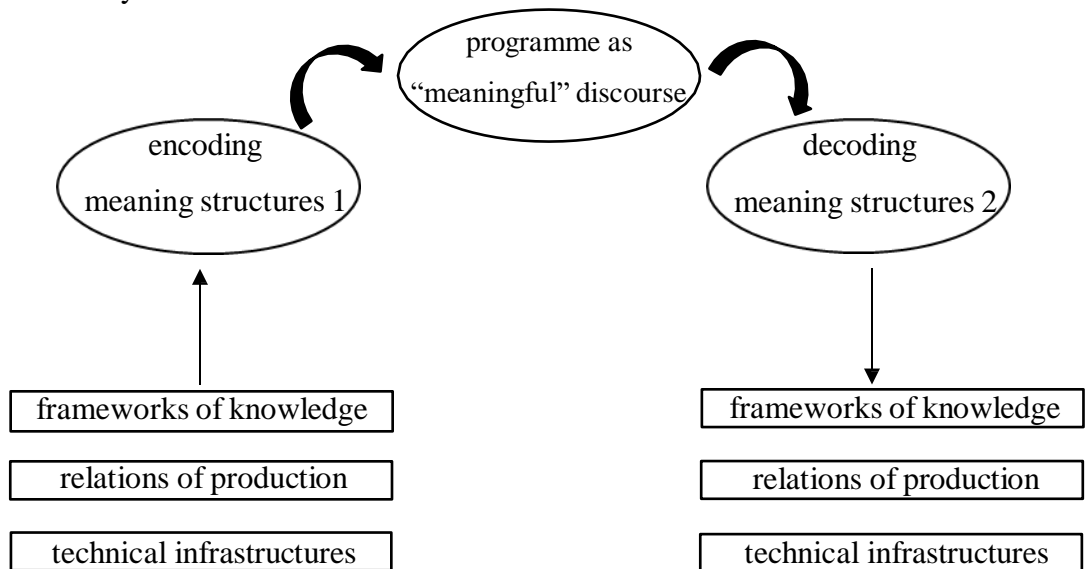 programme as
“meaningful” discourse
encoding
meaning structures 1
decoding
meaning structures 2
frameworks of knowledge
relations of production
technical infrastructures
frameworks of knowledge
relations of production
technical infrastructures